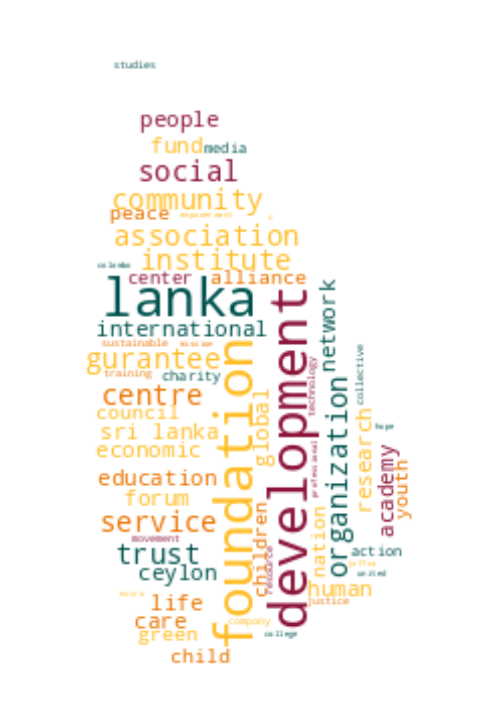 studies
people
fund media
social
community
peace empowerment
association
colombo institute
center alliance
lanka
international
sustainable mission
gurantee
training charity
centre
council
sri lanka
economic
education
forum
service
movement
trust
ceylon
life
care
green
child
foundation
global
children
resource
company
college
development
technology
professional
nation
network
organization
collective
research
hope
academy
youth
action
united
human
justice